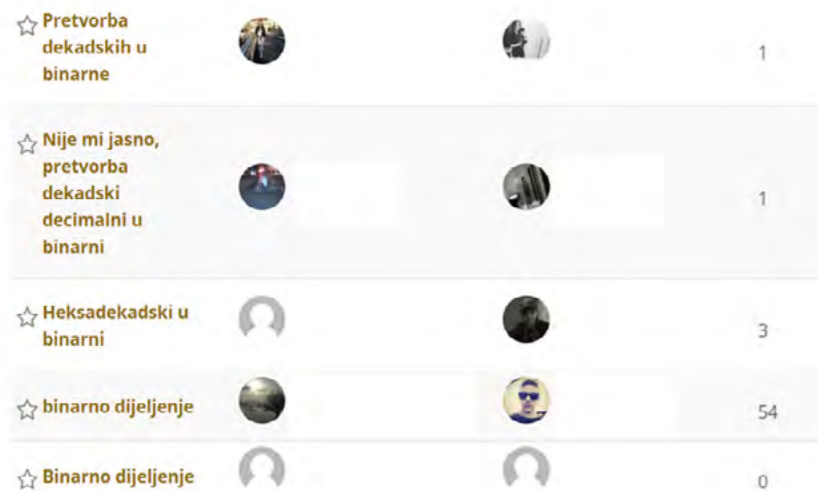 Pretvorba
dekadskih u
binarne
1
Nije mi jasno,
pretvorba
dekadski
decimalni u
binarni
1
Heksadekadski u
binarni
3
binarno dijeljenje
54
Binarno dijeljenje
0